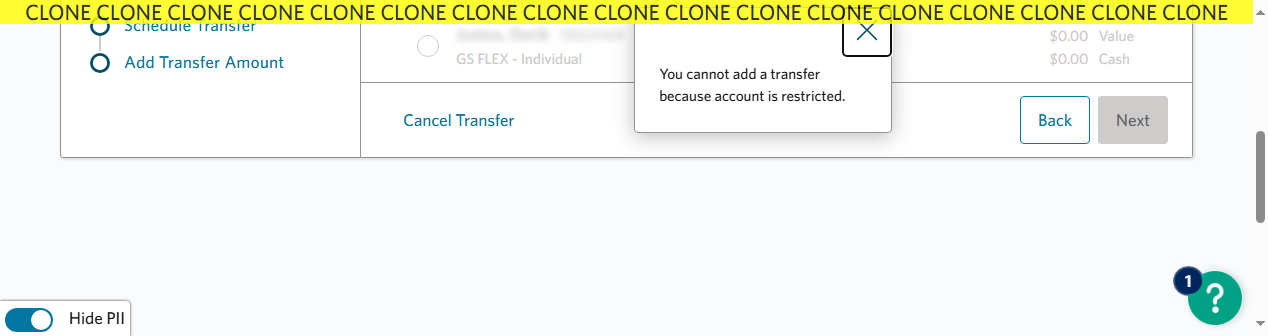 CLONE CLONE CLONE CLONE CLONE CLONE CLONE CLONE CLONE CLONE CLONE CLONE CLONE CLONE CLONE CLONE CLONE
Schedule Transfer
Add Transfer Amount
GS FLEX - Individual
$0.00 Value
$0.00 Cash
You cannot add a transfer
because account is restricted.
Cancel Transfer
Back
Next
1
?
Hide PII